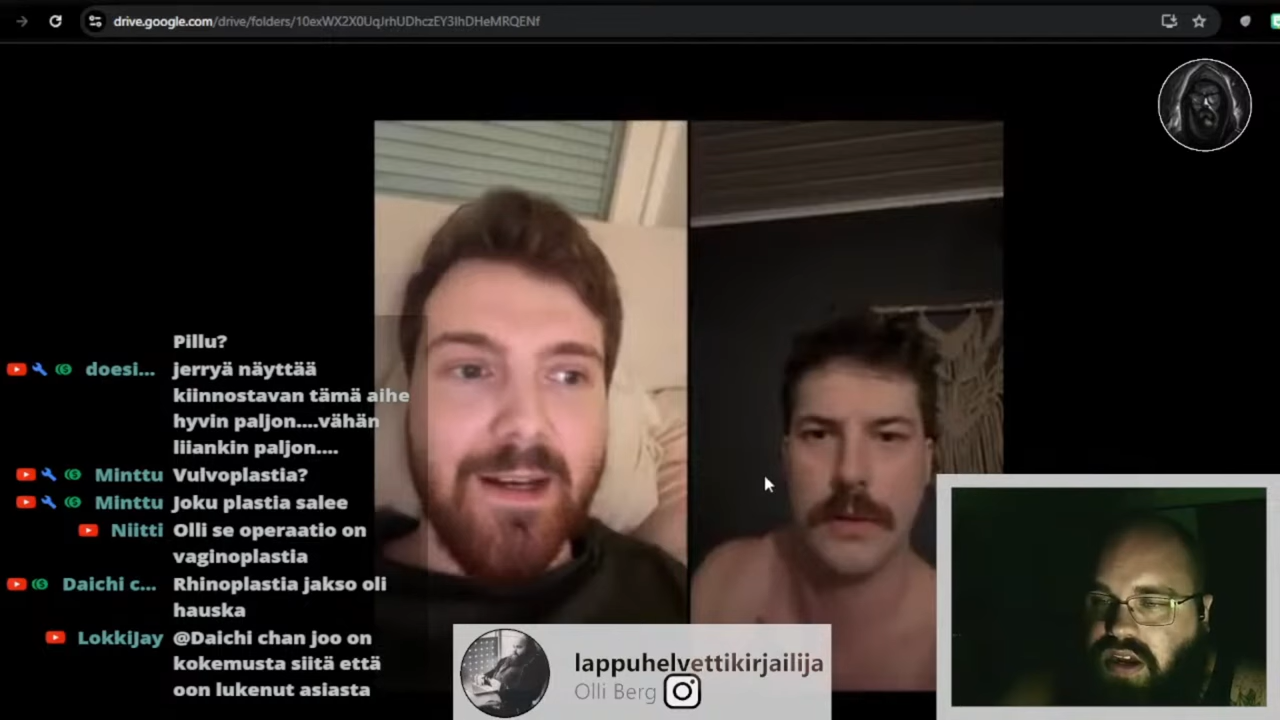 drive.google.com/drive/folders/10exWX2X0UqJrhUDhczEY3IhDHeMRQENf
Pillu?
doesi... jerryä näyttää
kiinnostavan tämä aihe
hyvin paljon....vähän
liiankin paljon....
Minttu Vulvoplastia?
Minttu Joku plastia salee
Niitti Olli se operaatio on
vaginoplastia
Daichi c... Rhinoplastia jakso oli
hauska
LokkiJay @Daichi chan joo on
kokemusta siitä että
oon lukenut asiasta
lappuhelvettikirjailija
Olli Berg